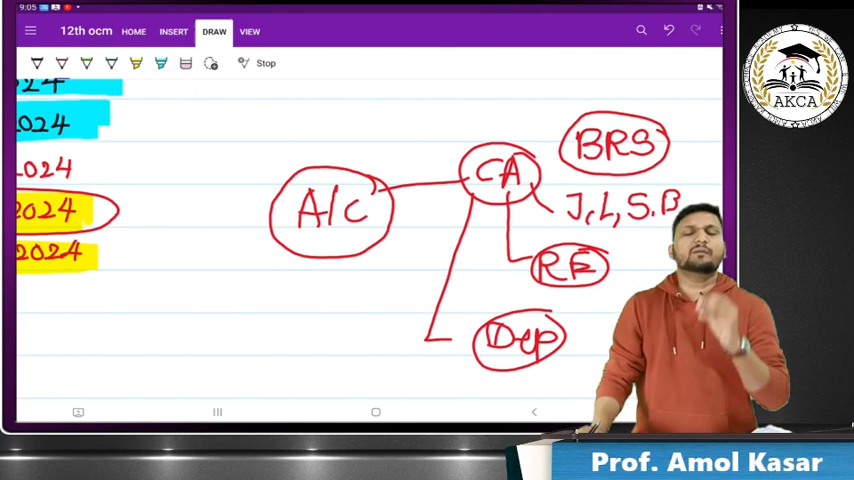 9:05
12th ocm HOME INSERT DRAW VIEW
Stop
2024
2024
2024
2024
2024
A/C
CA
BRS
J, L, S.B
RE
Dep
AKCA
Prof. Amol Kasar